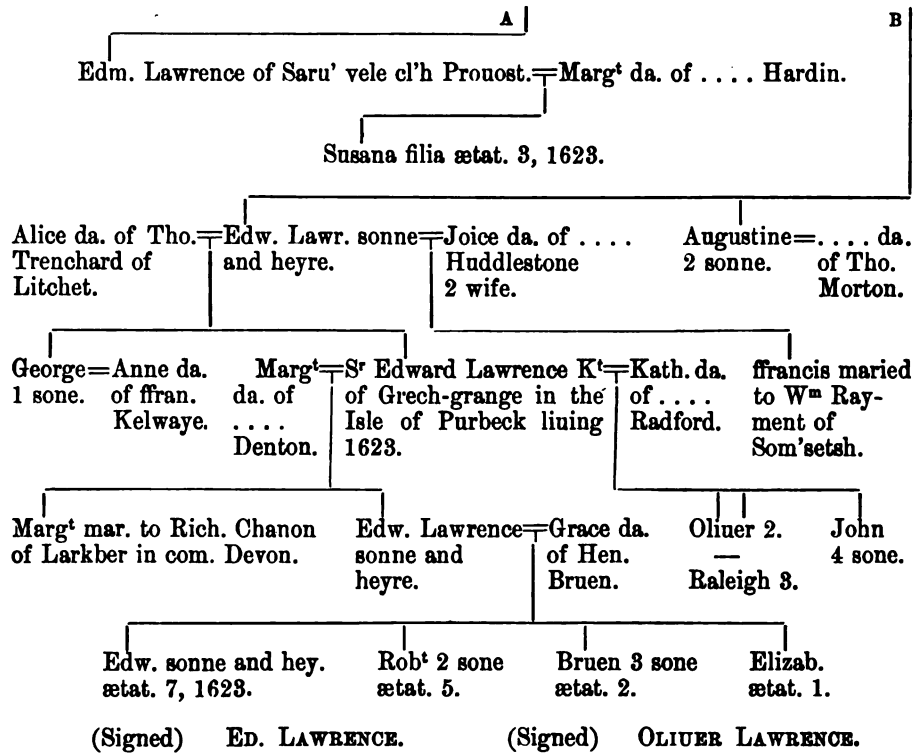 A B
Edm. Lawrence of Saru' vele cl'h Prouost.=Margᵗ da. of .... Hardin.
Susana filia ætat. 3, 1623.
Alice da. of Tho.=Edw. Lawr. sonne=Joice da. of .... Augustine=.... da.
Trenchard of and heyre. Huddlestone 2 sonne. of Tho.
Litchet. 2 wife. Morton.
George=Anne da. Margᵗ=Sʳ Edward Lawrence Kᵗ=Kath. da. ffrancis maried
1 sone. of ffran. da. of of Grech-grange in the of .... to Wᵐ Ray-
Kelwaye. .... Isle of Purbeck liuing Radford. ment of
Denton. 1623. Som'setsh.
Margᵗ mar. to Rich. Chanon Edw. Lawrence=Grace da. Oliuer 2. John
of Larkber in com. Devon. sonne and of Hen. — 4 sone.
heyre. Bruen. Raleigh 3.
Edw. sonne and hey. Robᵗ 2 sone Bruen 3 sone Elizab.
ætat. 7, 1623. ætat. 5. ætat. 2. ætat. 1.
(Signed) ED. LAWRENCE. (Signed) OLIUER LAWRENCE.